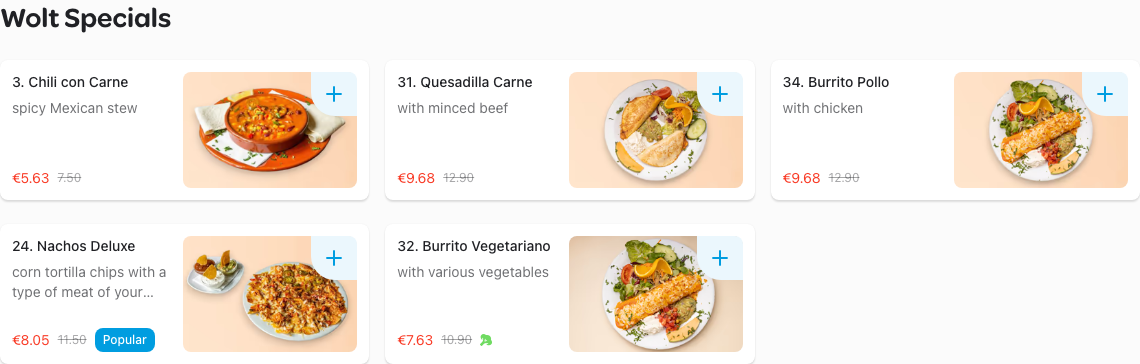 Wolt Specials
3. Chili con Carne
spicy Mexican stew
€5.63 7.50
31. Quesadilla Carne
with minced beef
€9.68 12.90
34. Burrito Pollo
with chicken
€9.68 12.90
24. Nachos Deluxe
corn tortilla chips with a
type of meat of your...
€8.05 11.50 Popular
32. Burrito Vegetariano
with various vegetables
€7.63 10.90